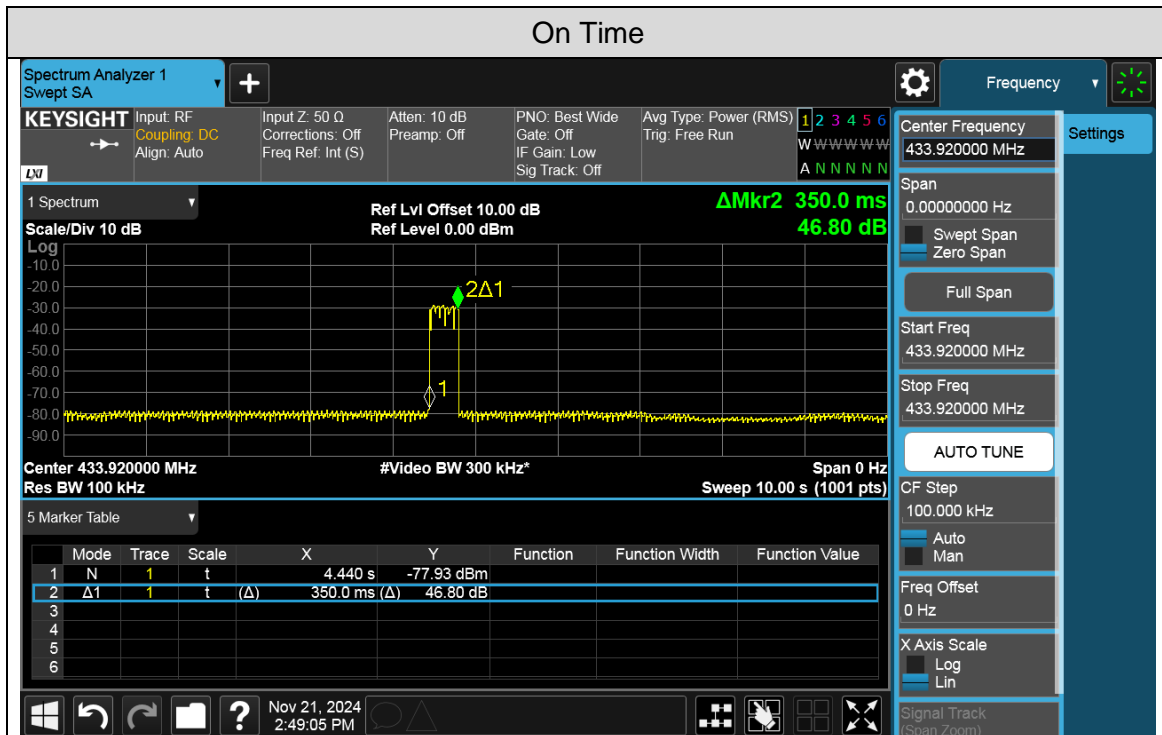 On Time
Spectrum Analyzer 1
Swept SA
Frequency
KEYSIGHT
LXI
Input: RF
Coupling: DC
Align: Auto
Input Z: 50 Ω
Corrections: Off
Freq Ref: Int (S)
Atten: 10 dB
Preamp: Off
PNO: Best Wide
Gate: Off
IF Gain: Low
Sig Track: Off
Avg Type: Power (RMS)
Trig: Free Run
1 2 3 4 5 6
W W W W W W
A N N N N N
1 Spectrum
Scale/Div 10 dB
Ref Lvl Offset 10.00 dB
Ref Level 0.00 dBm
ΔMkr2 350.0 ms
46.80 dB
Log
-10.0
-20.0
-30.0
-40.0
-50.0
-60.0
-70.0
-80.0
-90.0
2Δ1
1
Center 433.920000 MHz
Res BW 100 kHz
#Video BW 300 kHz*
Span 0 Hz
Sweep 10.00 s (1001 pts)
5 Marker Table
Mode Trace Scale X Y Function Function Width Function Value
1 N 1 t 4.440 s -77.93 dBm
2 Δ1 1 t (Δ) 350.0 ms (Δ) 46.80 dB
3
4
5
6
Nov 21, 2024
2:49:05 PM
Center Frequency
433.920000 MHz
Settings
Span
0.00000000 Hz
Swept Span
Zero Span
Full Span
Start Freq
433.920000 MHz
Stop Freq
433.920000 MHz
AUTO TUNE
CF Step
100.000 kHz
Auto
Man
Freq Offset
0 Hz
X Axis Scale
Log
Lin
Signal Track
(Span Zoom)